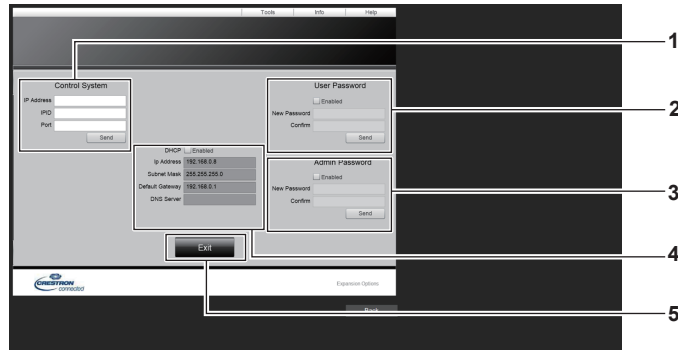 Tools Info Help
1
Control System
IP Address
IPID
Port
Send
User Password
Enabled
New Password
Confirm
Send
2
DHCP Enabled
Ip Address 192.168.0.8
Subnet Mask 255.255.255.0
Default Gateway 192.168.0.1
DNS Server
Admin Password
Enabled
New Password
Confirm
Send
3
Exit
4
CRESTRON
connected
Expansion Options
Back
5